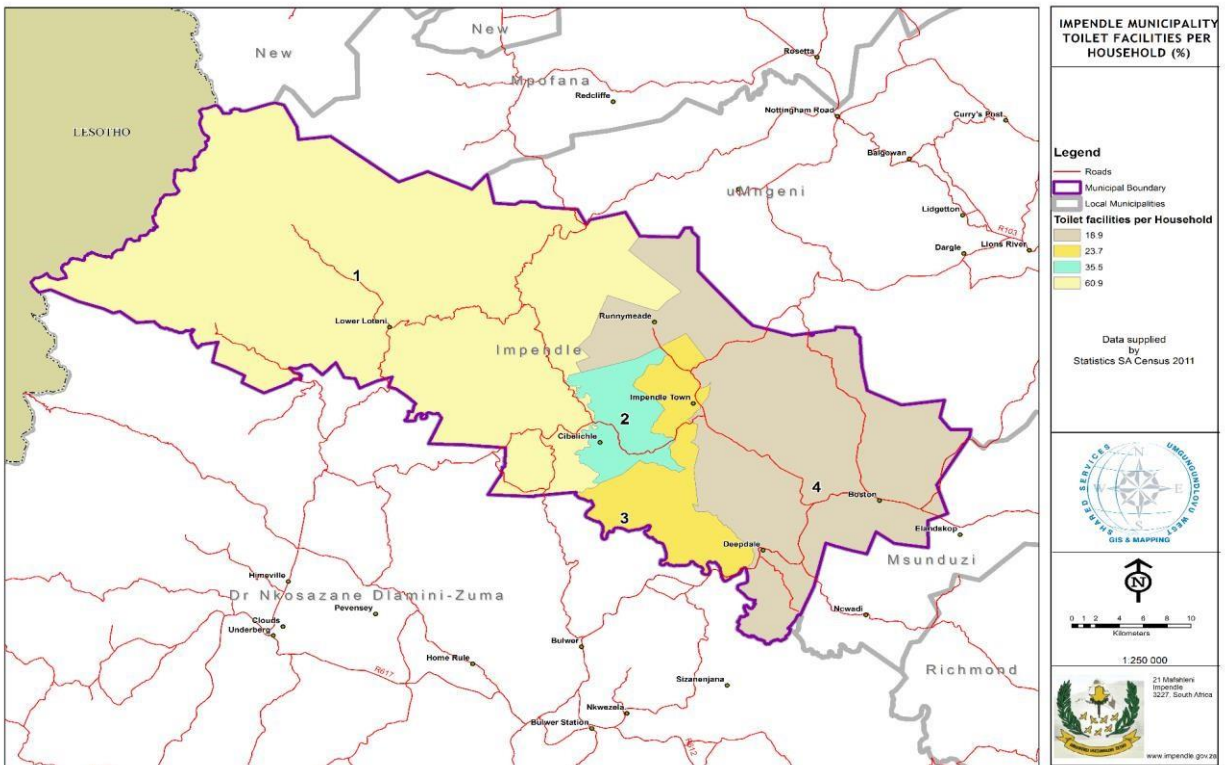 IMPENDLE MUNICIPALITY
TOILET FACILITIES PER
HOUSEHOLD (%)
Legend
Roads
Municipal Boundary
Local Municipalities
Toilet facilities per Household
18.9
23.7
35.5
60.9
Data supplied
by
Statistics SA Census 2011
SHARED SERVICES
UMGUNGUNDLOVU WEST
N
W
E
S
GIS & MAPPING
N
0 1 2 4 6 8 10
Kilometers
1:250 000
21 Mafahleni
Impendle
3227, South Africa
www.impendle.gov.za
New
New
Mpofana
Rosetta
Redcliffe
LESOTHO
Nottingham Road
Curry's Post
Balgowan
uMngeni
Lidgetton
R103
Dargle
Lions River
1
Lower Loteni
Runnymeade
Impendle
Impendle Town
2
Cibelichle
4
Boston
3
Elandskop
Deepdale
Msunduzi
Himeville
Dr Nkosazane Dlamini-Zuma
Pevensey
Clouds
Underberg
Ncwadi
Bulwer
Home Rule
R617
Richmond
Sizanenjana
Nkwezela
Bulwer Station
R612